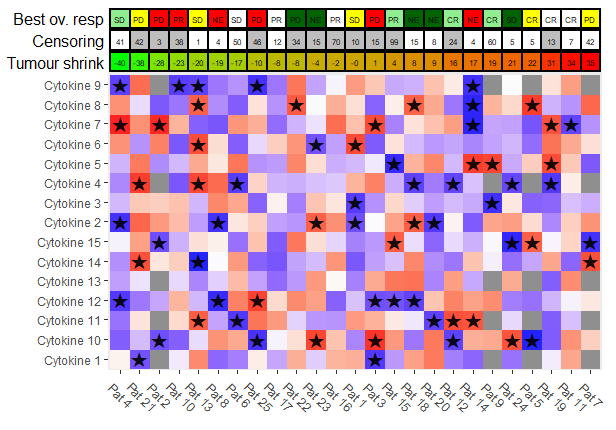 Best ov. resp SD PD PD PR SD NE SD PD PR PD NE PR NE PD PR NE NE CR NE CR SD CR CR CR PD
Censoring 41 42 3 38 1 4 50 46 12 34 15 70 10 15 99 15 8 24 4 60 5 5 13 7 42
Tumour shrink -40 -38 -28 -23 -20 -19 -17 -10 -8 -6 -4 -2 -0 16 17 19 21 22 31 34 35
Cytokine 9
Cytokine 8
Cytokine 7
Cytokine 6
Cytokine 5
Cytokine 4
Cytokine 3
Cytokine 2
Cytokine 15
Cytokine 14
Cytokine 13
Cytokine 12
Cytokine 11
Cytokine 10
Cytokine 1
Pat 4 Pat 21 Pat 2 Pat 10 Pat 13 Pat 8 Pat 6 Pat 25 Pat 17 Pat 22 Pat 23 Pat 16 Pat 1 Pat 3 Pat 15 Pat 18 Pat 20 Pat 12 Pat 14 Pat 9 Pat 24 Pat 5 Pat 19 Pat 11 Pat 7